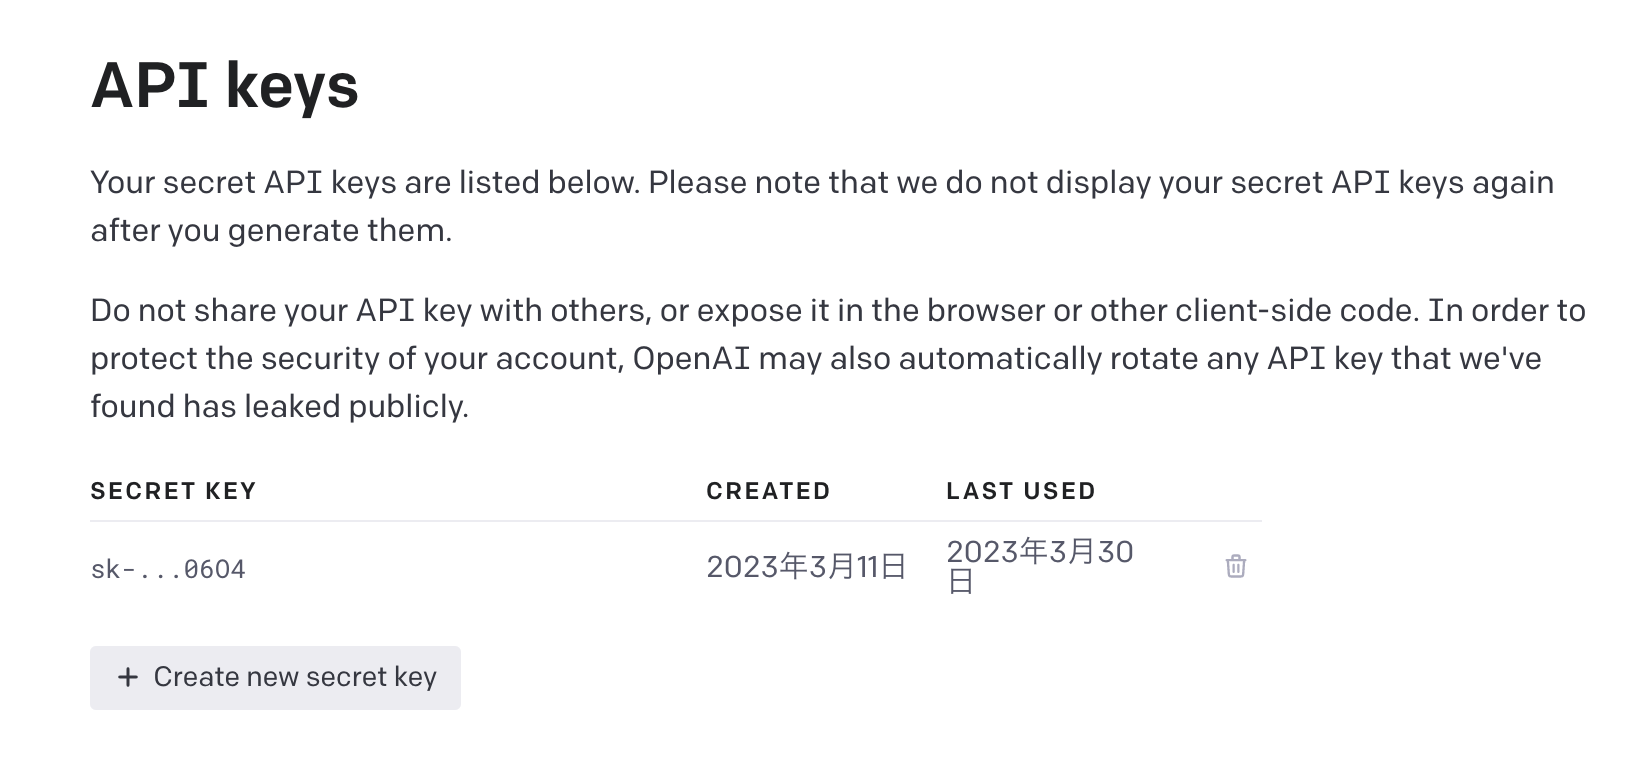 API keys
Your secret API keys are listed below. Please note that we do not display your secret API keys again
after you generate them.
Do not share your API key with others, or expose it in the browser or other client-side code. In order to
protect the security of your account, OpenAI may also automatically rotate any API key that we've
found has leaked publicly.
SECRET KEY CREATED LAST USED
sk-...0604 2023年3月11日 2023年3月30
日
+ Create new secret key